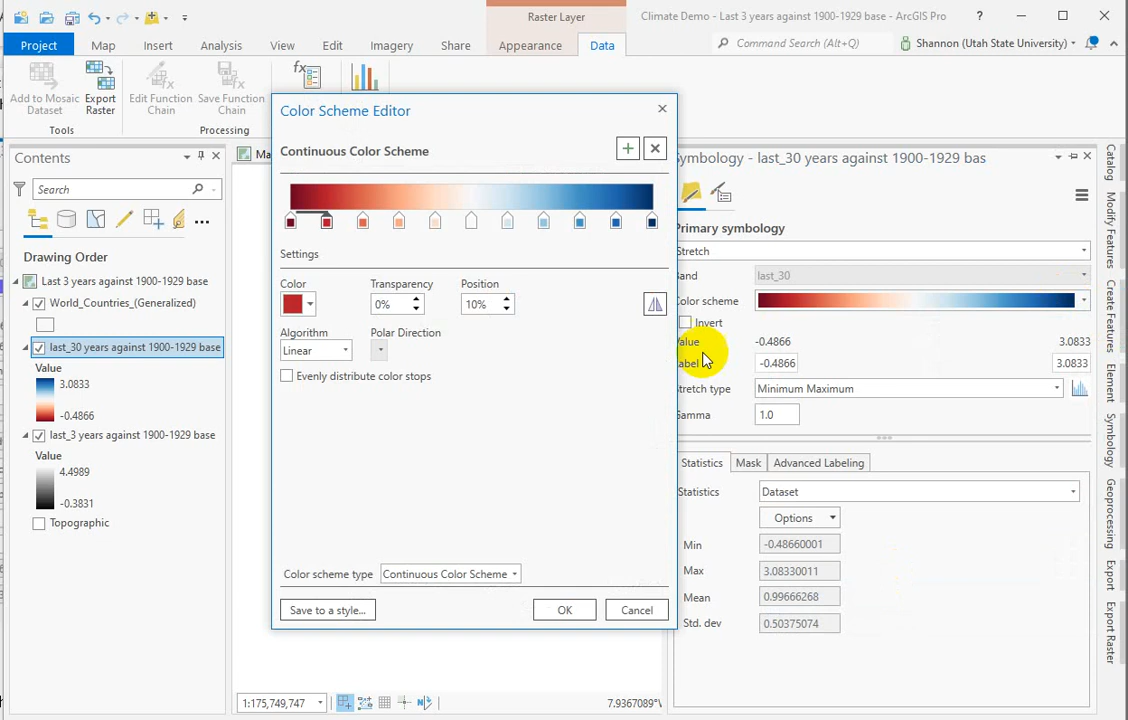 Raster Layer
Climate Demo - Last 3 years against 1900-1929 base - ArcGIS Pro
?
Project
Map
Insert
Analysis
View
Edit
Imagery
Share
Appearance
Data
Command Search (Alt+Q)
Shannon (Utah State University)
Add to Mosaic
Dataset
Export
Raster
Edit Function
Chain
Save Function
Chain
Tools
Processing
Contents
Search
Drawing Order
Last 3 years against 1900-1929 base
World_Countries_(Generalized)
last_30 years against 1900-1929 base
Value
3.0833
-0.4866
last_3 years against 1900-1929 base
Value
4.4989
-0.3831
Topographic
Ma
Color Scheme Editor
Continuous Color Scheme
Settings
Color
Transparency
Position
0%
10%
Algorithm
Polar Direction
Linear
Evenly distribute color stops
Color scheme type
Continuous Color Scheme
Save to a style...
OK
Cancel
1:175,749,747
7.9367089°
Symbology - last_30 years against 1900-1929 bas
Primary symbology
Stretch
Band
last_30
Color scheme
Invert
Value
-0.4866
3.0833
Label
-0.4866
3.0833
Stretch type
Minimum Maximum
Gamma
1.0
Statistics
Mask
Advanced Labeling
Statistics
Dataset
Options
Min
-0.48660001
Max
3.08330011
Mean
0.99666268
Std. dev
0.50375074
Catalog
Modify Features
Create Features
Element
Symbology
Geoprocessing
Export
Export Raster